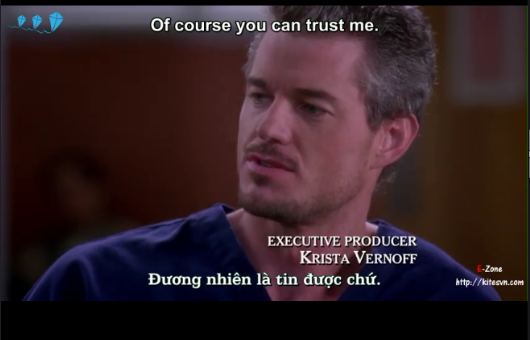 Of course you can trust me.
EXECUTIVE PRODUCER
KRISTA VERNOFF
E-Zone
Đương nhiên là tin được chứ.
http://kitesvn.com